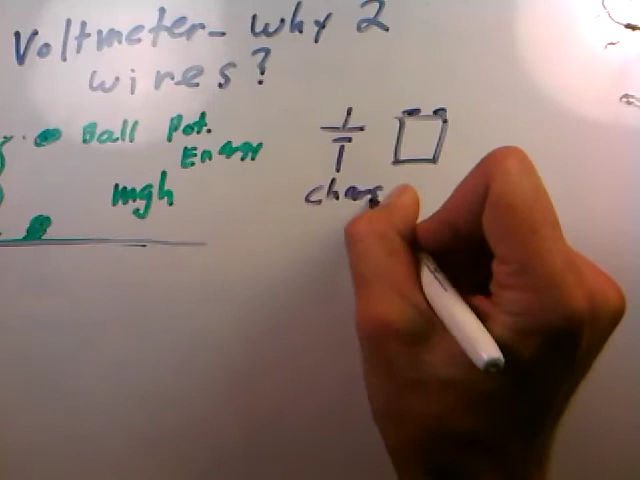 Voltmeter - why 2
wires?
Ball Pot.
Energy
mgh
charg